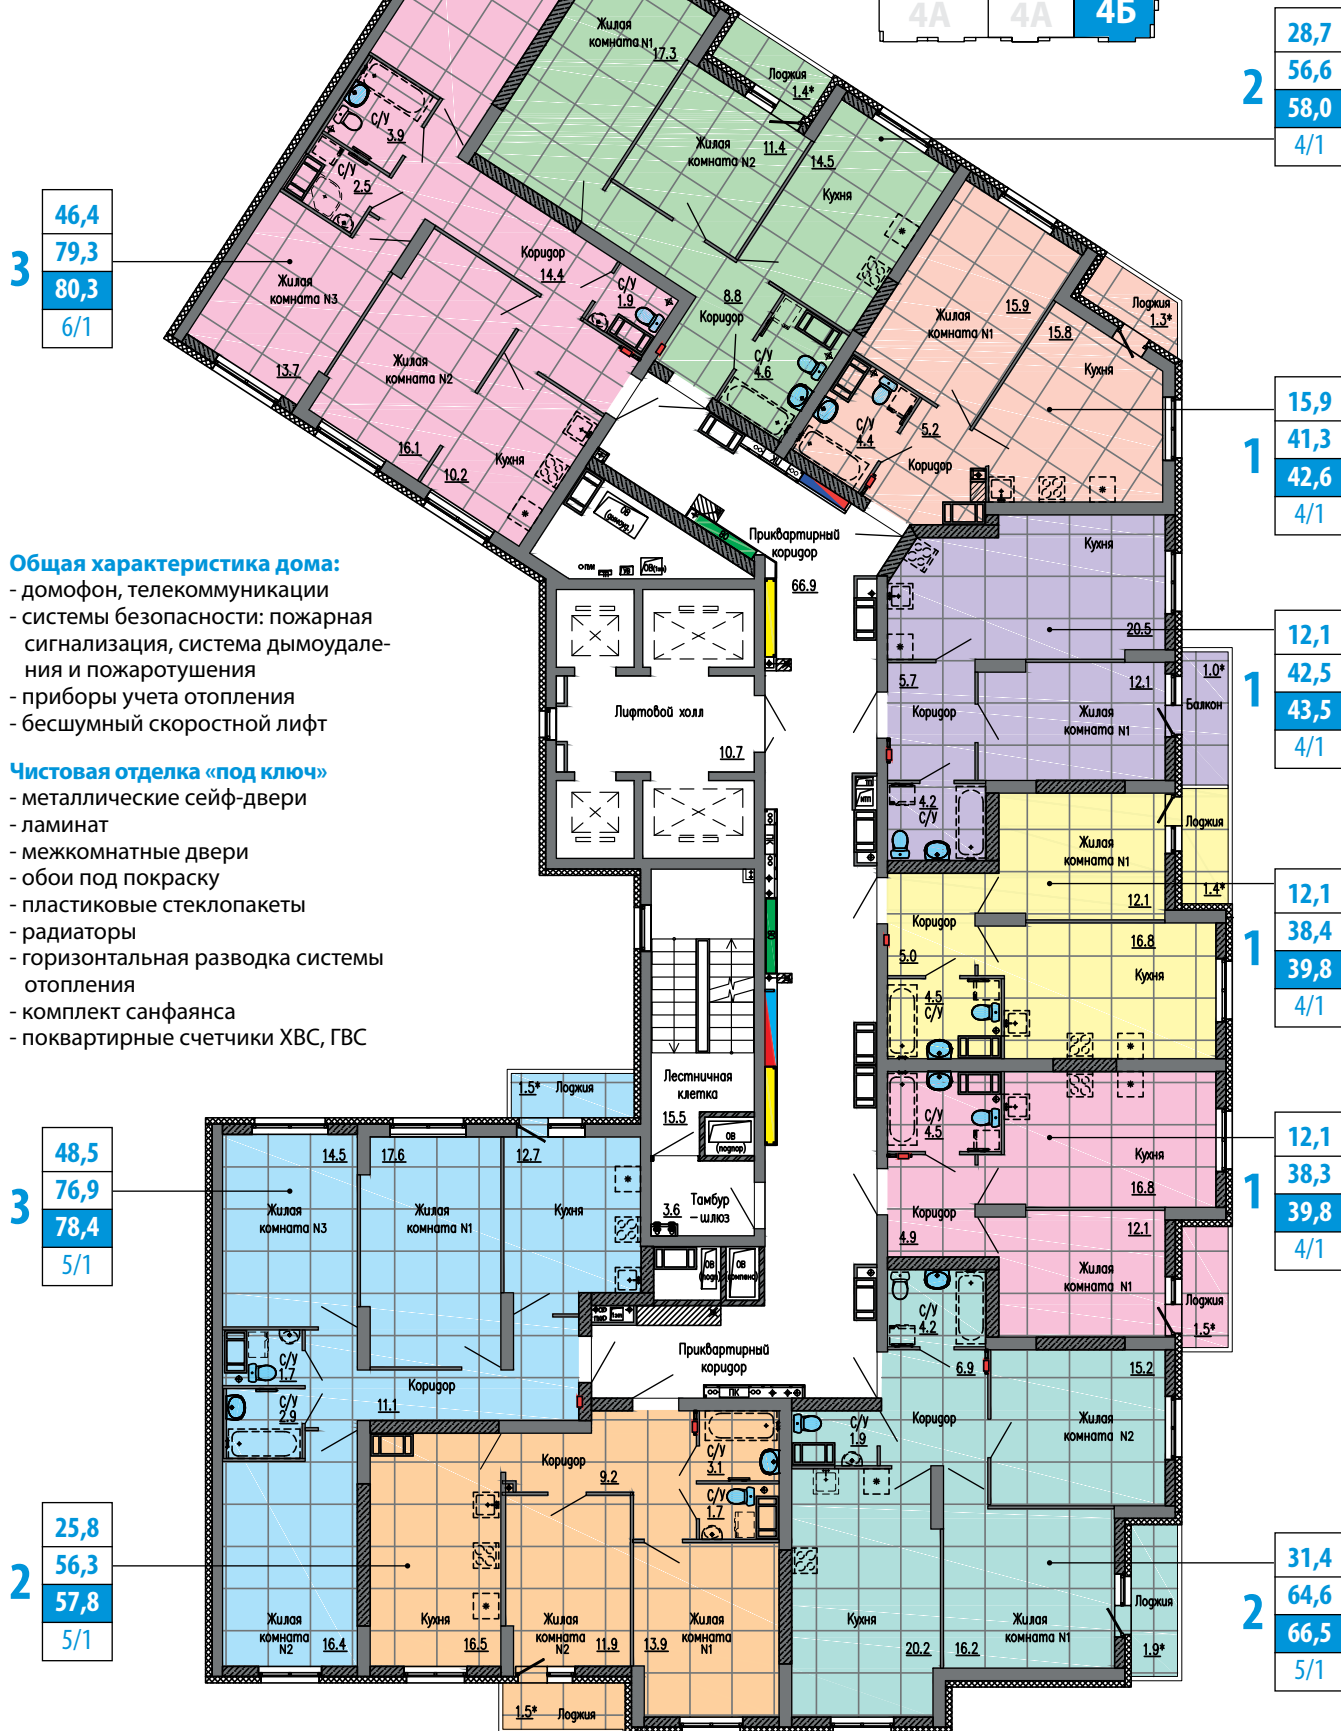 4А
4А
4Б
2
28,7
56,6
58,0
4/1
Жилая
комната N1
17.3
Лоджия
1.4*
С/У
3.9
Жилая
комната N2
11.4
14.5
Кухня
С/У
2.5
3
46,4
79,3
80,3
6/1
Коридор
14.4
С/У
1.9
Жилая
комната N3
13.7
8.8
Коридор
С/У
4.6
Жилая
комната N1
15.9
Лоджия
1.3*
15.8
Кухня
Жилая
комната N2
16.1
10.2
Кухня
С/У
4.4
5.2
Коридор
1
15,9
41,3
42,6
4/1
ПК
ОВ
Приквартирный
коридор
66.9
Кухня
20.5
Общая характеристика дома:
- домофон, телекоммуникации
- системы безопасности: пожарная
сигнализация, система дымоудале-
ния и пожаротушения
- приборы учета отопления
- бесшумный скоростной лифт
1
12,1
42,5
43,5
4/1
5.7
Коридор
12.1
Жилая
комната N1
1.0*
Балкон
Лифтовой холл
10.7
4.2
С/У
Чистовая отделка «под ключ»
- металлические сейф-двери
- ламинат
- межкомнатные двери
- обои под покраску
- пластиковые стеклопакеты
- радиаторы
- горизонтальная разводка системы
отопления
- комплект санфаянса
- поквартирные счетчики ХВС, ГВС
ПК
Жилая
комната N1
12.1
Лоджия
1.4*
1
12,1
38,4
39,8
4/1
Коридор
5.0
16.8
Кухня
4.5
С/У
Лестничная
клетка
15.5
ОВ
(подпор)
1.5*
Лоджия
С/У
4.5
Кухня
16.8
1
12,1
38,3
39,8
4/1
3
48,5
76,9
78,4
5/1
14.5
Жилая
комната N3
17.6
Жилая
комната N1
12.7
Кухня
Тамбур
-шлюз
3.6
Коридор
4.9
12.1
Жилая
комната N1
Лоджия
1.5*
ОВ
ОВ
С/У
4.2
С/У
1.7
С/У
2.9
Коридор
11.1
Приквартирный
коридор
ПК
6.9
15.2
Коридор
Жилая
комната N2
С/У
1.9
Коридор
9.2
С/У
3.1
С/У
1.7
Жилая
комната
N2
16.4
2
25,8
56,3
57,8
5/1
Кухня
16.5
Жилая
комната
N2
11.9
Жилая
комната
N1
13.9
Кухня
20.2
16.2
Жилая
комната N1
Лоджия
1.9*
2
31,4
64,6
66,5
5/1
1.5*
Лоджия